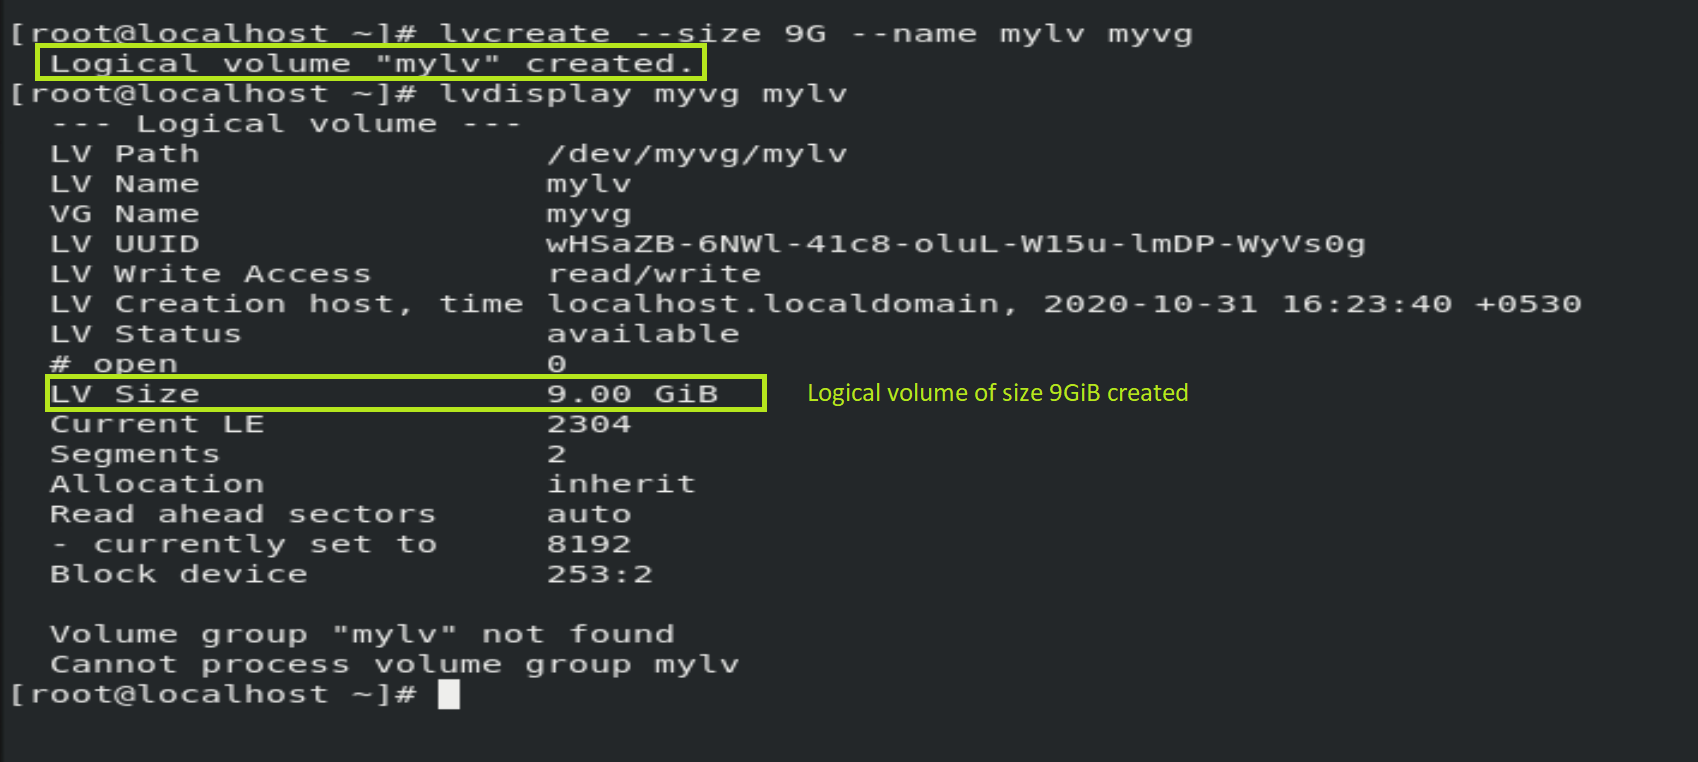 [root@localhost ~]# lvcreate --size 9G --name mylv myvg
Logical volume "mylv" created.
[root@localhost ~]# lvdisplay myvg mylv
--- Logical volume ---
LV Path /dev/myvg/mylv
LV Name mylv
VG Name myvg
LV UUID wHSaZB-6NWl-41c8-oluL-W15u-lmDP-WyVs0g
LV Write Access read/write
LV Creation host, time localhost.localdomain, 2020-10-31 16:23:40 +0530
LV Status available
# open 0
LV Size 9.00 GiB Logical volume of size 9GiB created
Current LE 2304
Segments 2
Allocation inherit
Read ahead sectors auto
- currently set to 8192
Block device 253:2
Volume group "mylv" not found
Cannot process volume group mylv
[root@localhost ~]#